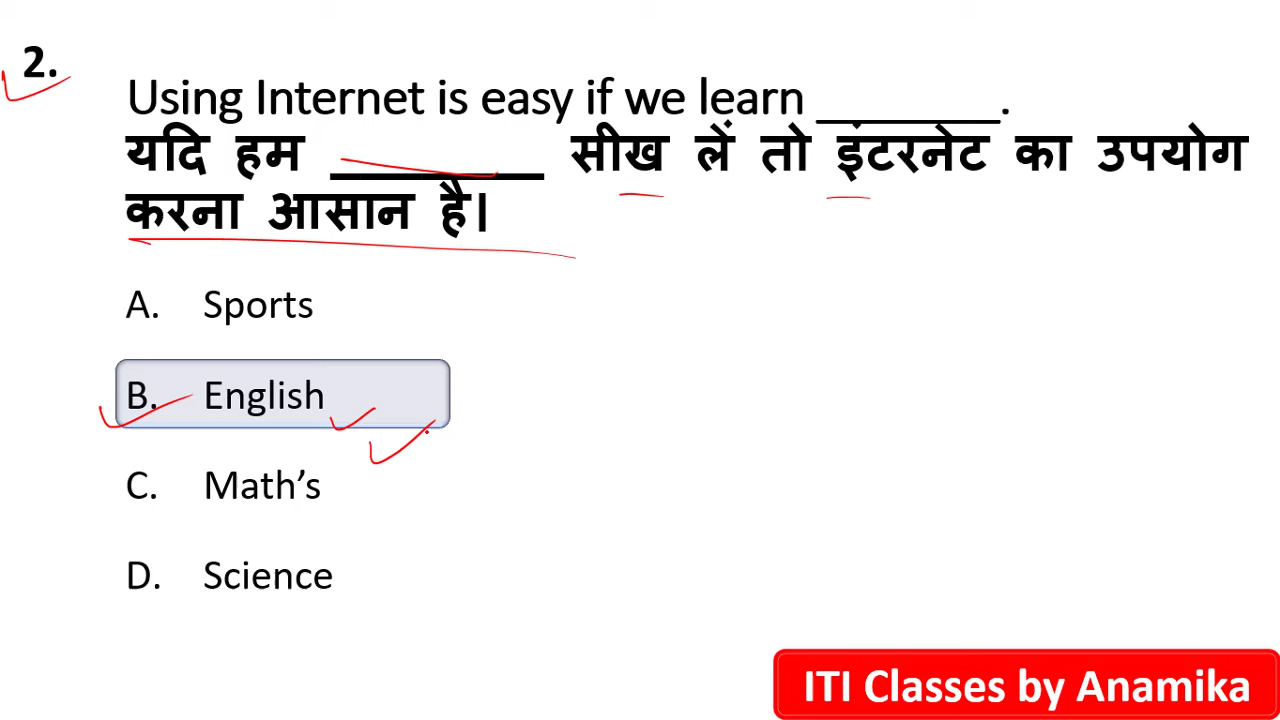 2.
Using Internet is easy if we learn ________.
यदि हम ________ सीख लें तो इंटरनेट का उपयोग
करना आसान है।
A. Sports
B. English
C. Math’s
D. Science
ITI Classes by Anamika